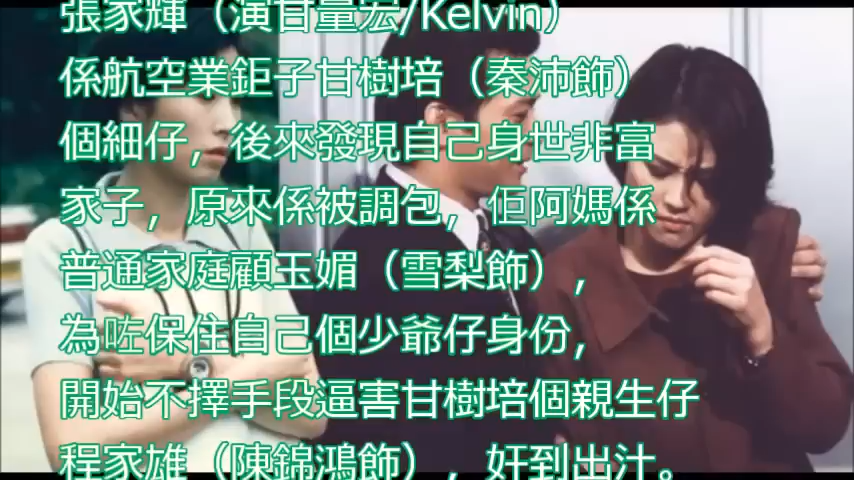 張家輝（演甘量宏/Kelvin）
係航空業鉅子甘樹培（秦沛飾）
個細仔，後來發現自己身世非富
家子，原來係被調包，佢阿媽係
普通家庭顧玉媚（雪梨飾），
為咗保住自己個少爺仔身份，
開始不擇手段逼害甘樹培個親生仔
程家雄（陳錦鴻飾），奸到出汁。